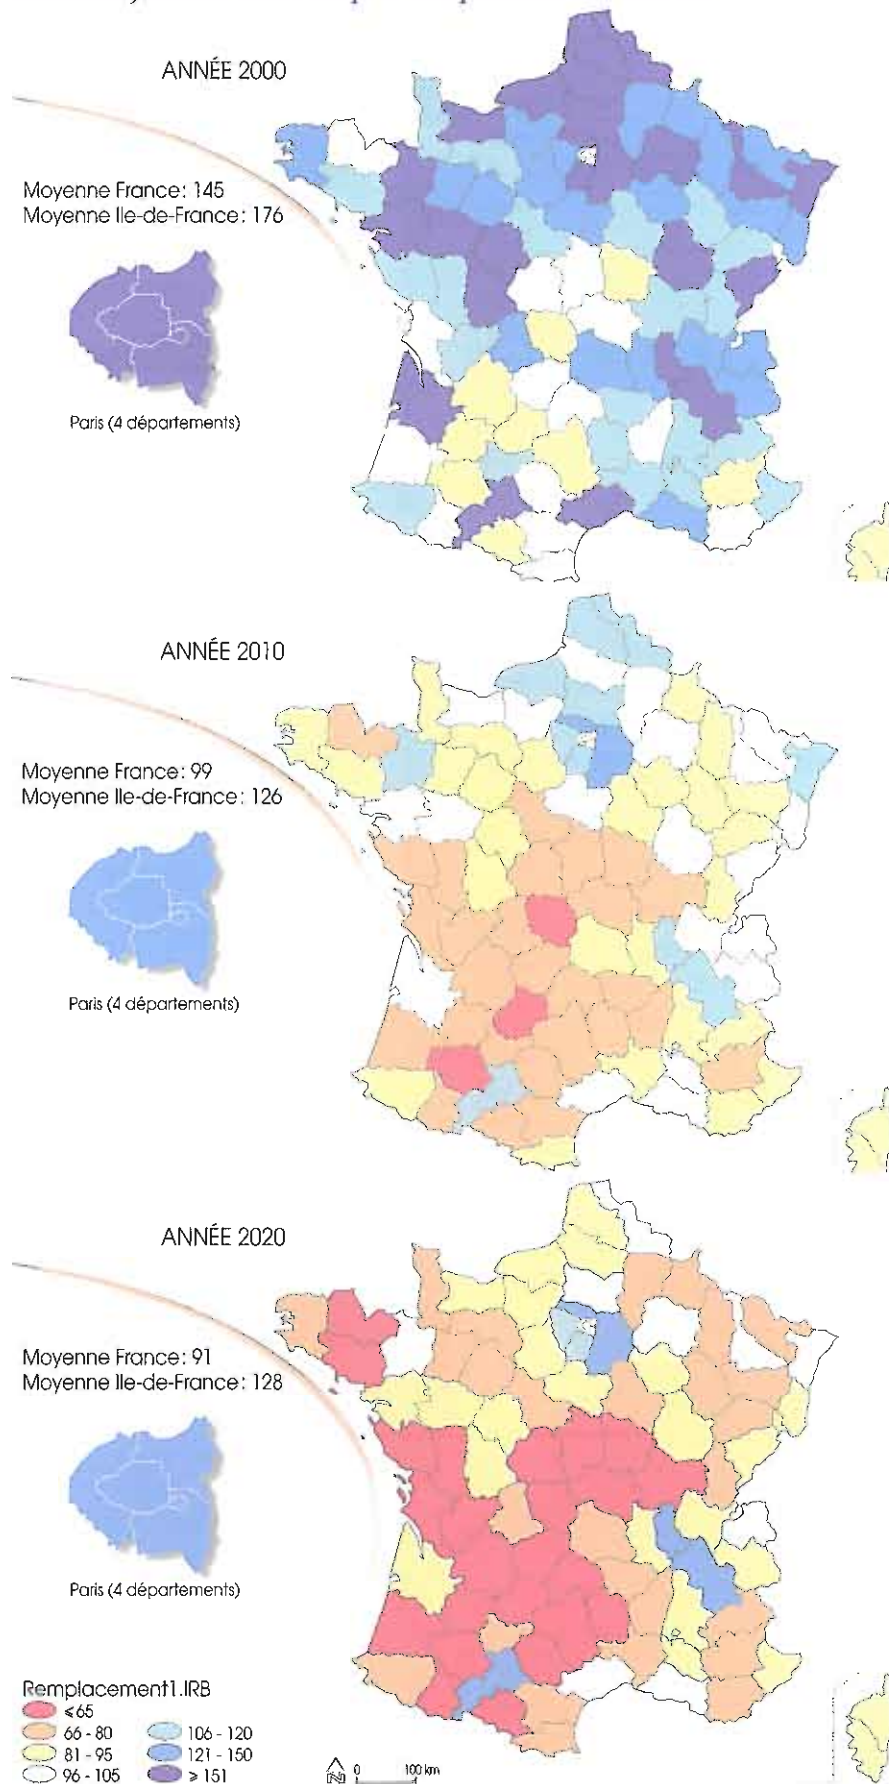 ANNÉE 2000
Moyenne France: 145
Moyenne Ile-de-France: 176
Paris (4 départements)
ANNÉE 2010
Moyenne France: 99
Moyenne Ile-de-France: 126
Paris (4 départements)
ANNÉE 2020
Moyenne France: 91
Moyenne Ile-de-France: 128
Paris (4 départements)
Remplacement1.IRB
⩽65
66 - 80
81 - 95
96 - 105
106 - 120
121 - 150
⩾ 151
N
0 100 km